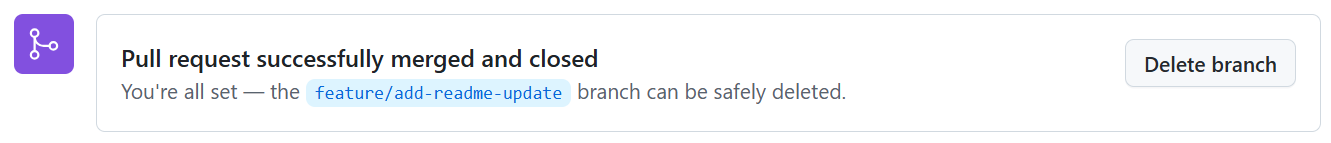 Pull request successfully merged and closed
You're all set — the feature/add-readme-update branch can be safely deleted.
Delete branch